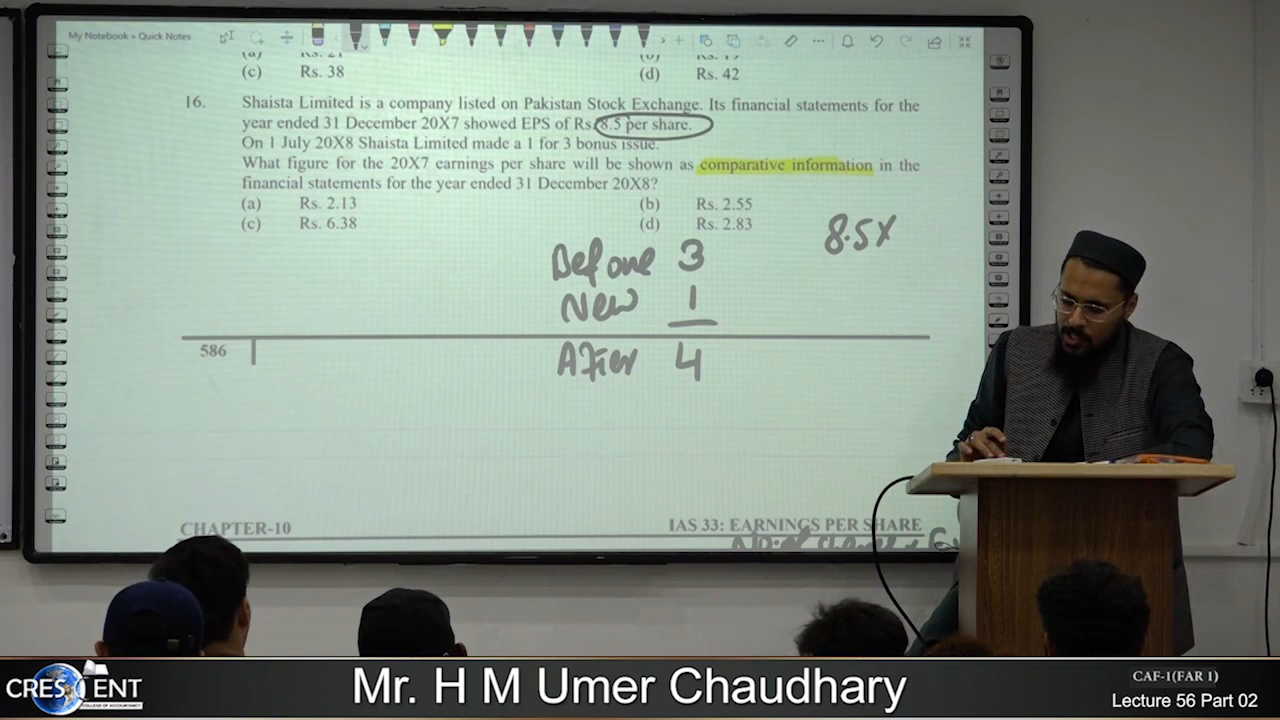 My Notebook » Quick Notes
(c) Rs. 38 (d) Rs. 42
16. Shaista Limited is a company listed on Pakistan Stock Exchange. Its financial statements for the
year ended 31 December 20X7 showed EPS of Rs. 8.5 per share.
On 1 July 20X8 Shaista Limited made a 1 for 3 bonus issue.
What figure for the 20X7 earnings per share will be shown as comparative information in the
financial statements for the year ended 31 December 20X8?
(a) Rs. 2.13 (b) Rs. 2.55
(c) Rs. 6.38 (d) Rs. 2.83
8.5X
Before 3
New 1
After 4
586
CHAPTER-10 IAS 33: EARNINGS PER SHARE
CRESCENT
COLLEGE OF ACCOUNTANCY
Mr. H M Umer Chaudhary
CAF-1(FAR 1)
Lecture 56 Part 02